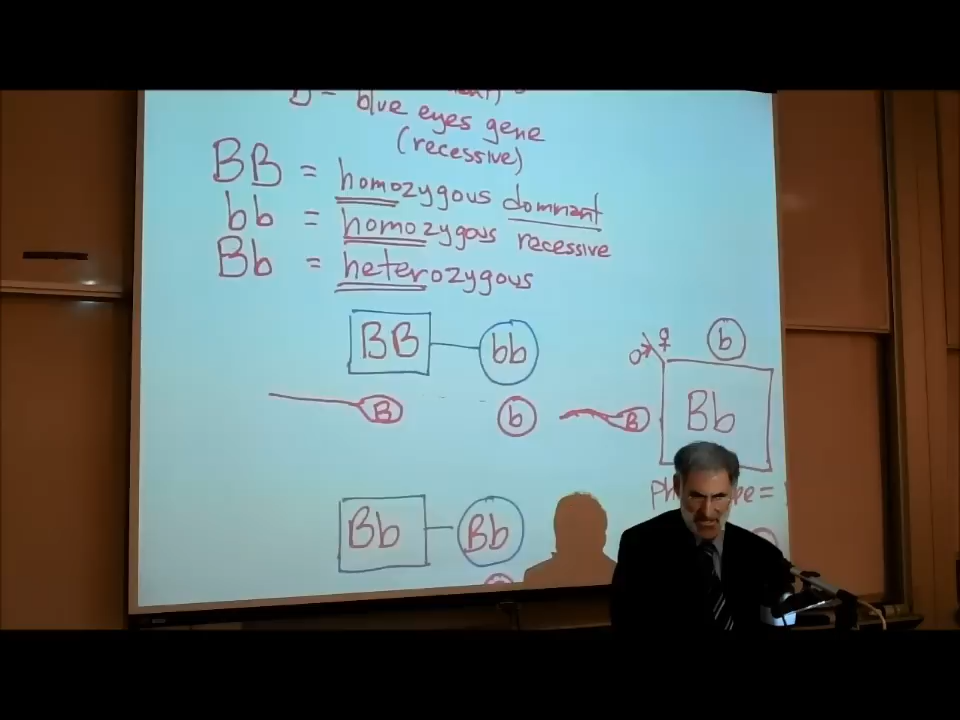 blue eyes gene
(recessive)
BB = homozygous dominant
bb = homozygous recessive
Bb = heterozygous
BB bb
b
♂ ♀
B b B Bb
Bb Bb